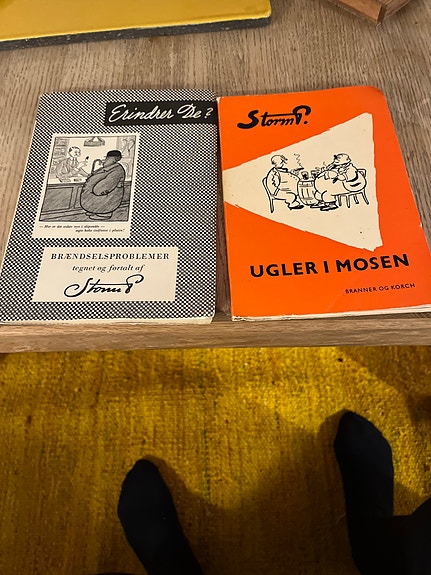 Erindrer De?
BRÆNDSELSPROBLEMER
tegnet og fortalt af
Storm P
Storm P.
UGLER I MOSEN
BRANNER OG KORCH